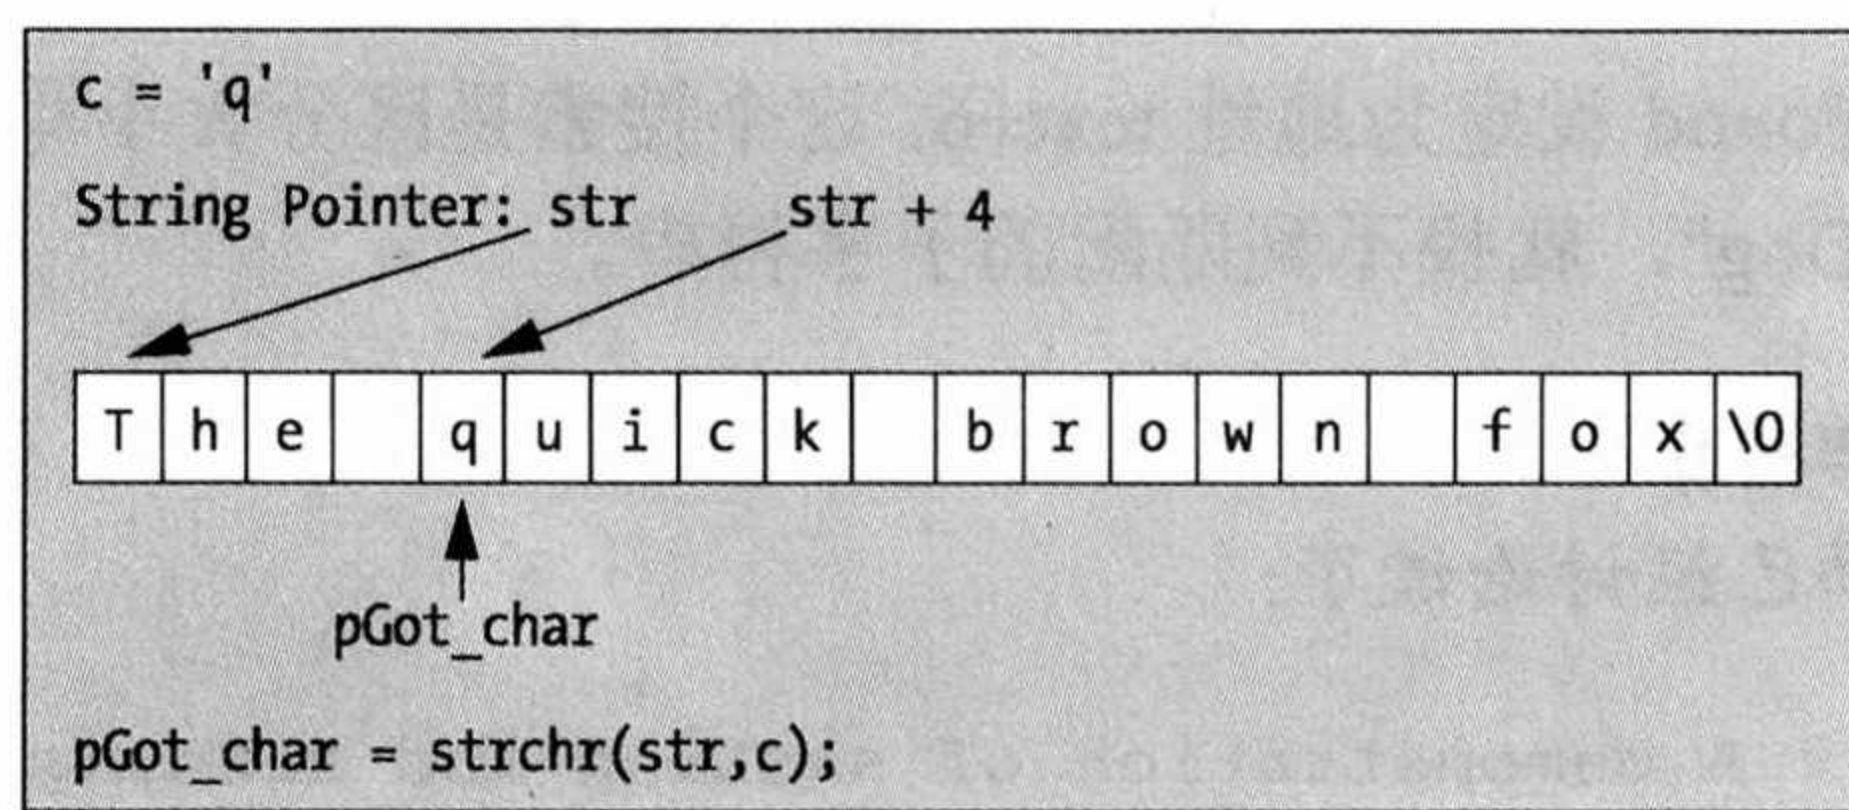 c = 'q'
String Pointer: str str + 4
T h e q u i c k b r o w n f o x \0
pGot_char
pGot_char = strchr(str,c);